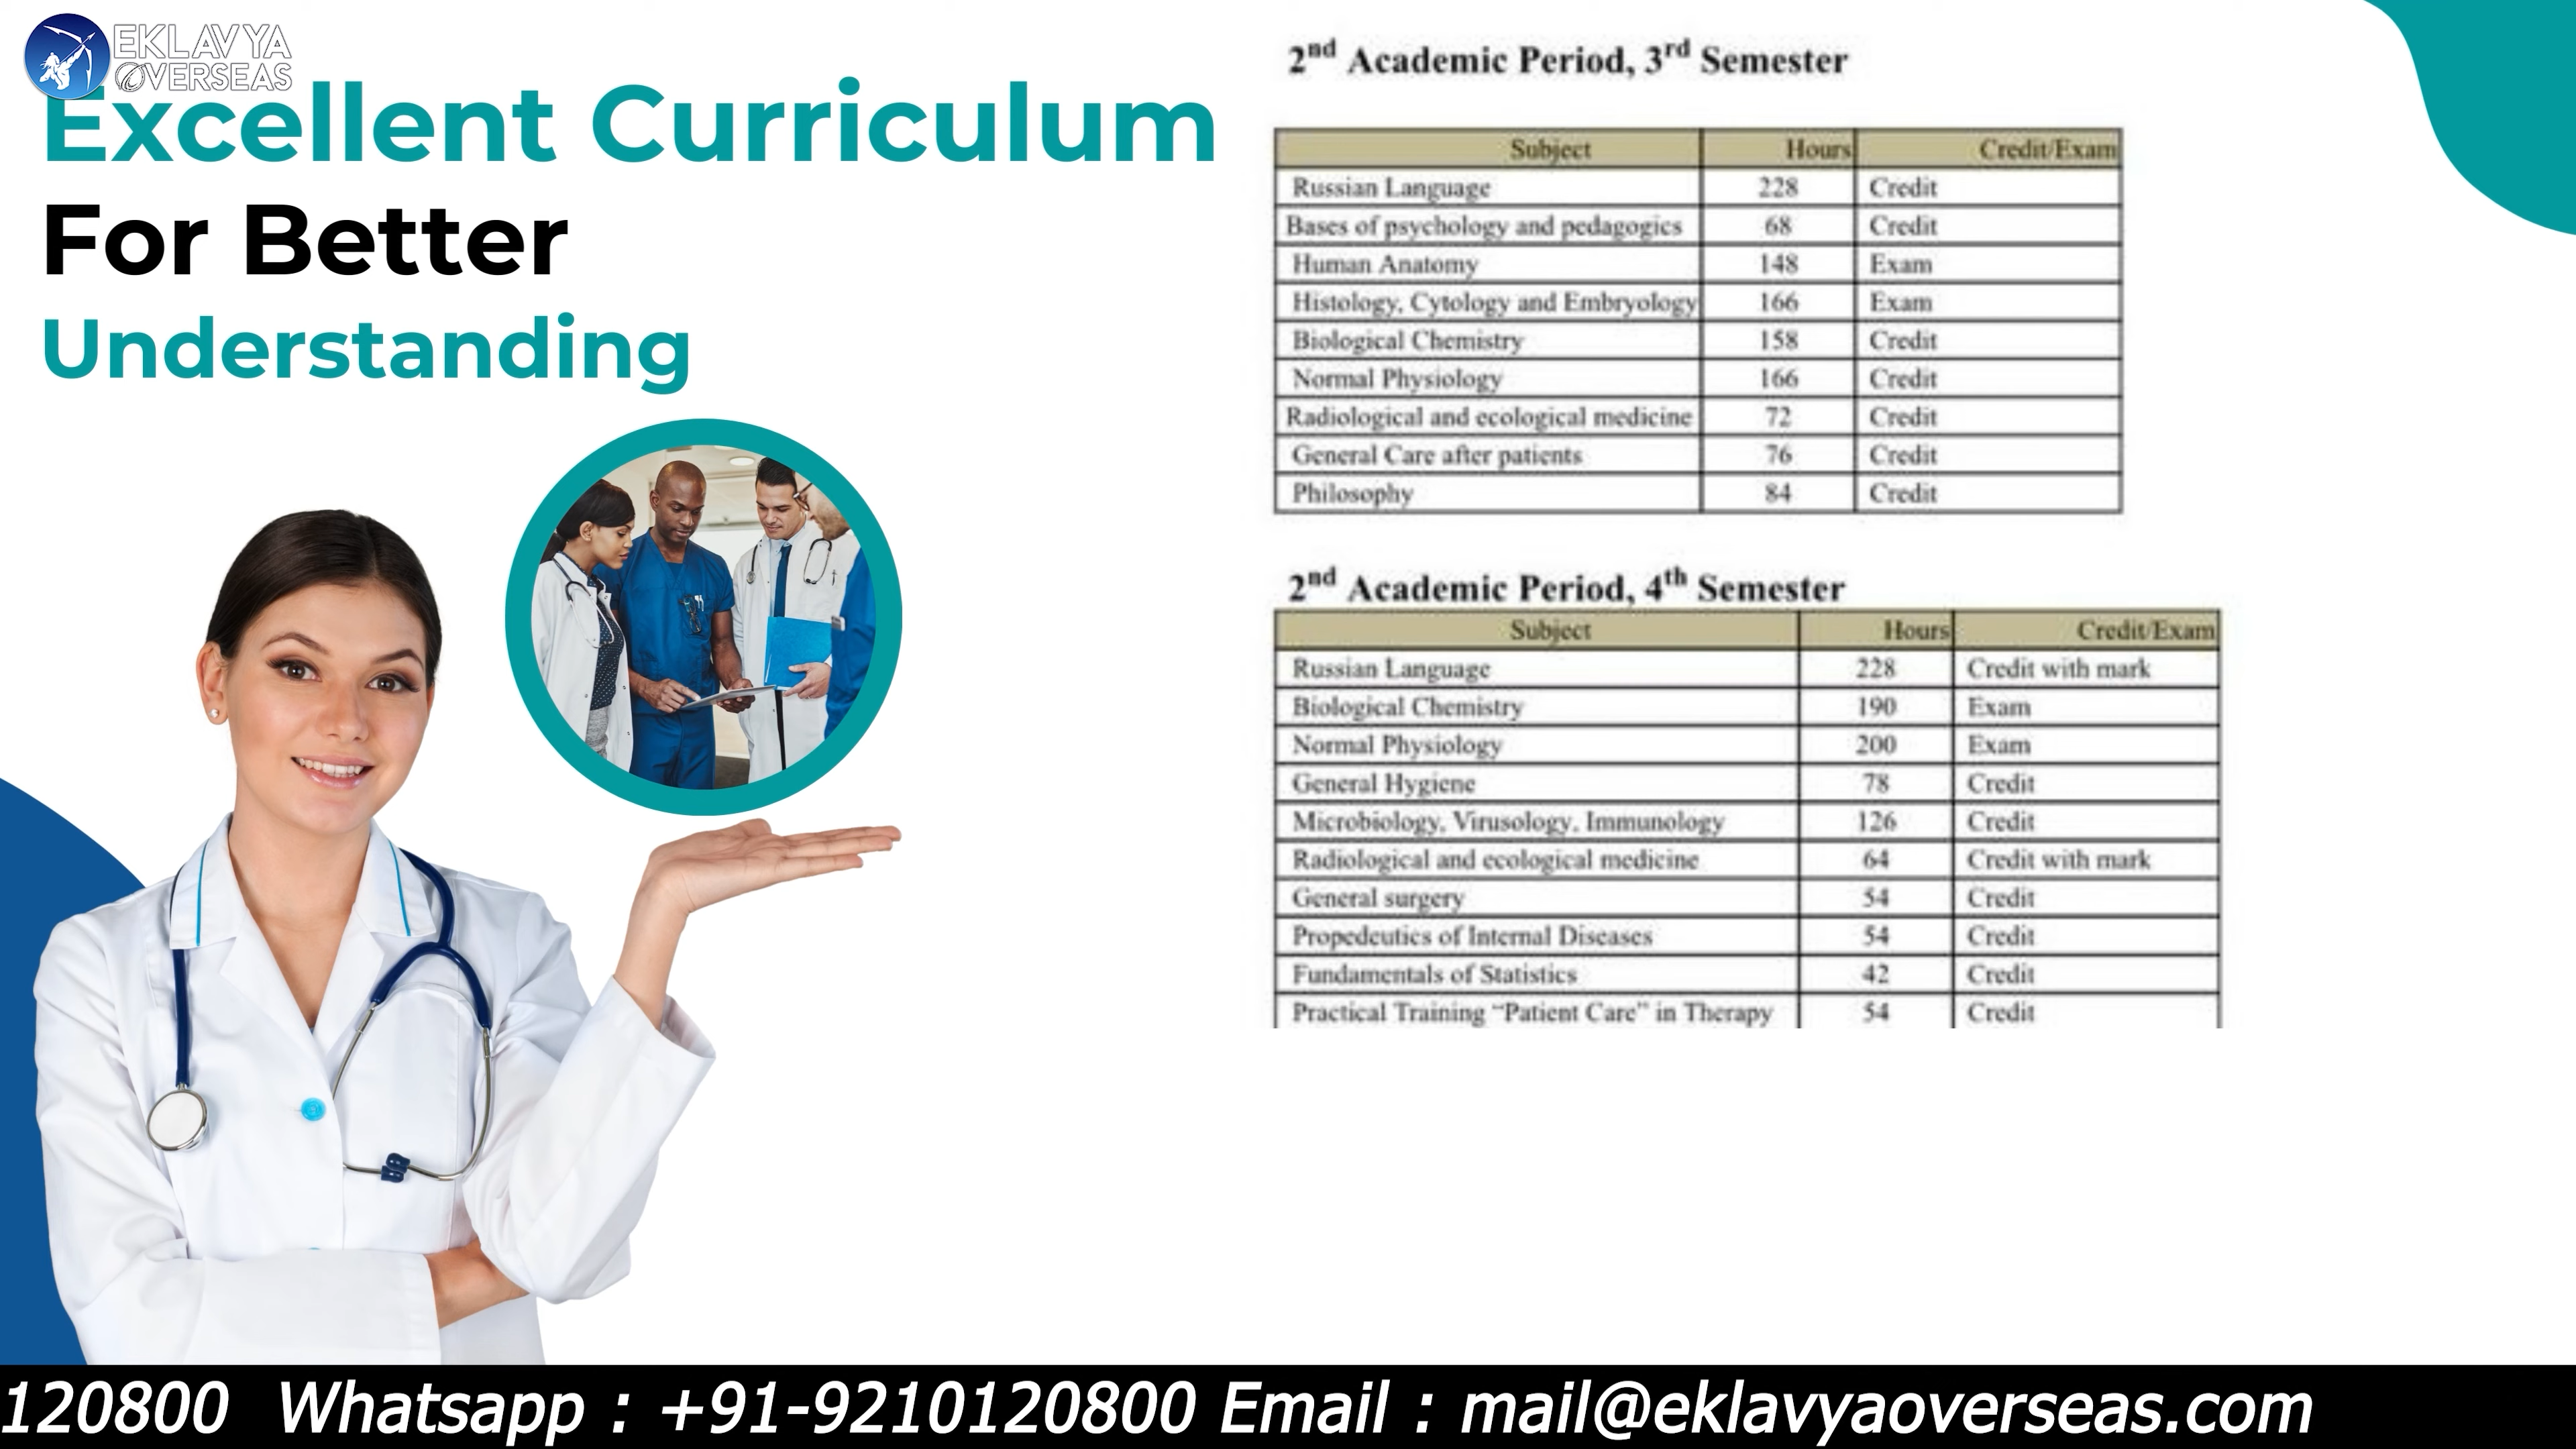 EKLAVYA
OVERSEAS
Excellent Curriculum
For Better
Understanding
2nd Academic Period, 3rd Semester
Subject Hours Credit/Exam
Russian Language 228 Credit
Bases of psychology and pedagogics 68 Credit
Human Anatomy 148 Exam
Histology, Cytology and Embryology 166 Exam
Biological Chemistry 158 Credit
Normal Physiology 166 Credit
Radiological and ecological medicine 72 Credit
General Care after patients 76 Credit
Philosophy 84 Credit
2nd Academic Period, 4th Semester
Subject Hours Credit/Exam
Russian Language 228 Credit with mark
Biological Chemistry 190 Exam
Normal Physiology 200 Exam
General Hygiene 78 Credit
Microbiology, Virusology, Immunology 126 Credit
Radiological and ecological medicine 64 Credit with mark
General surgery 54 Credit
Propedeutics of Internal Diseases 54 Credit
Fundamentals of Statistics 42 Credit
Practical Training “Patient Care” in Therapy 54 Credit
120800 Whatsapp : +91-9210120800 Email : mail@eklavyaoverseas.com